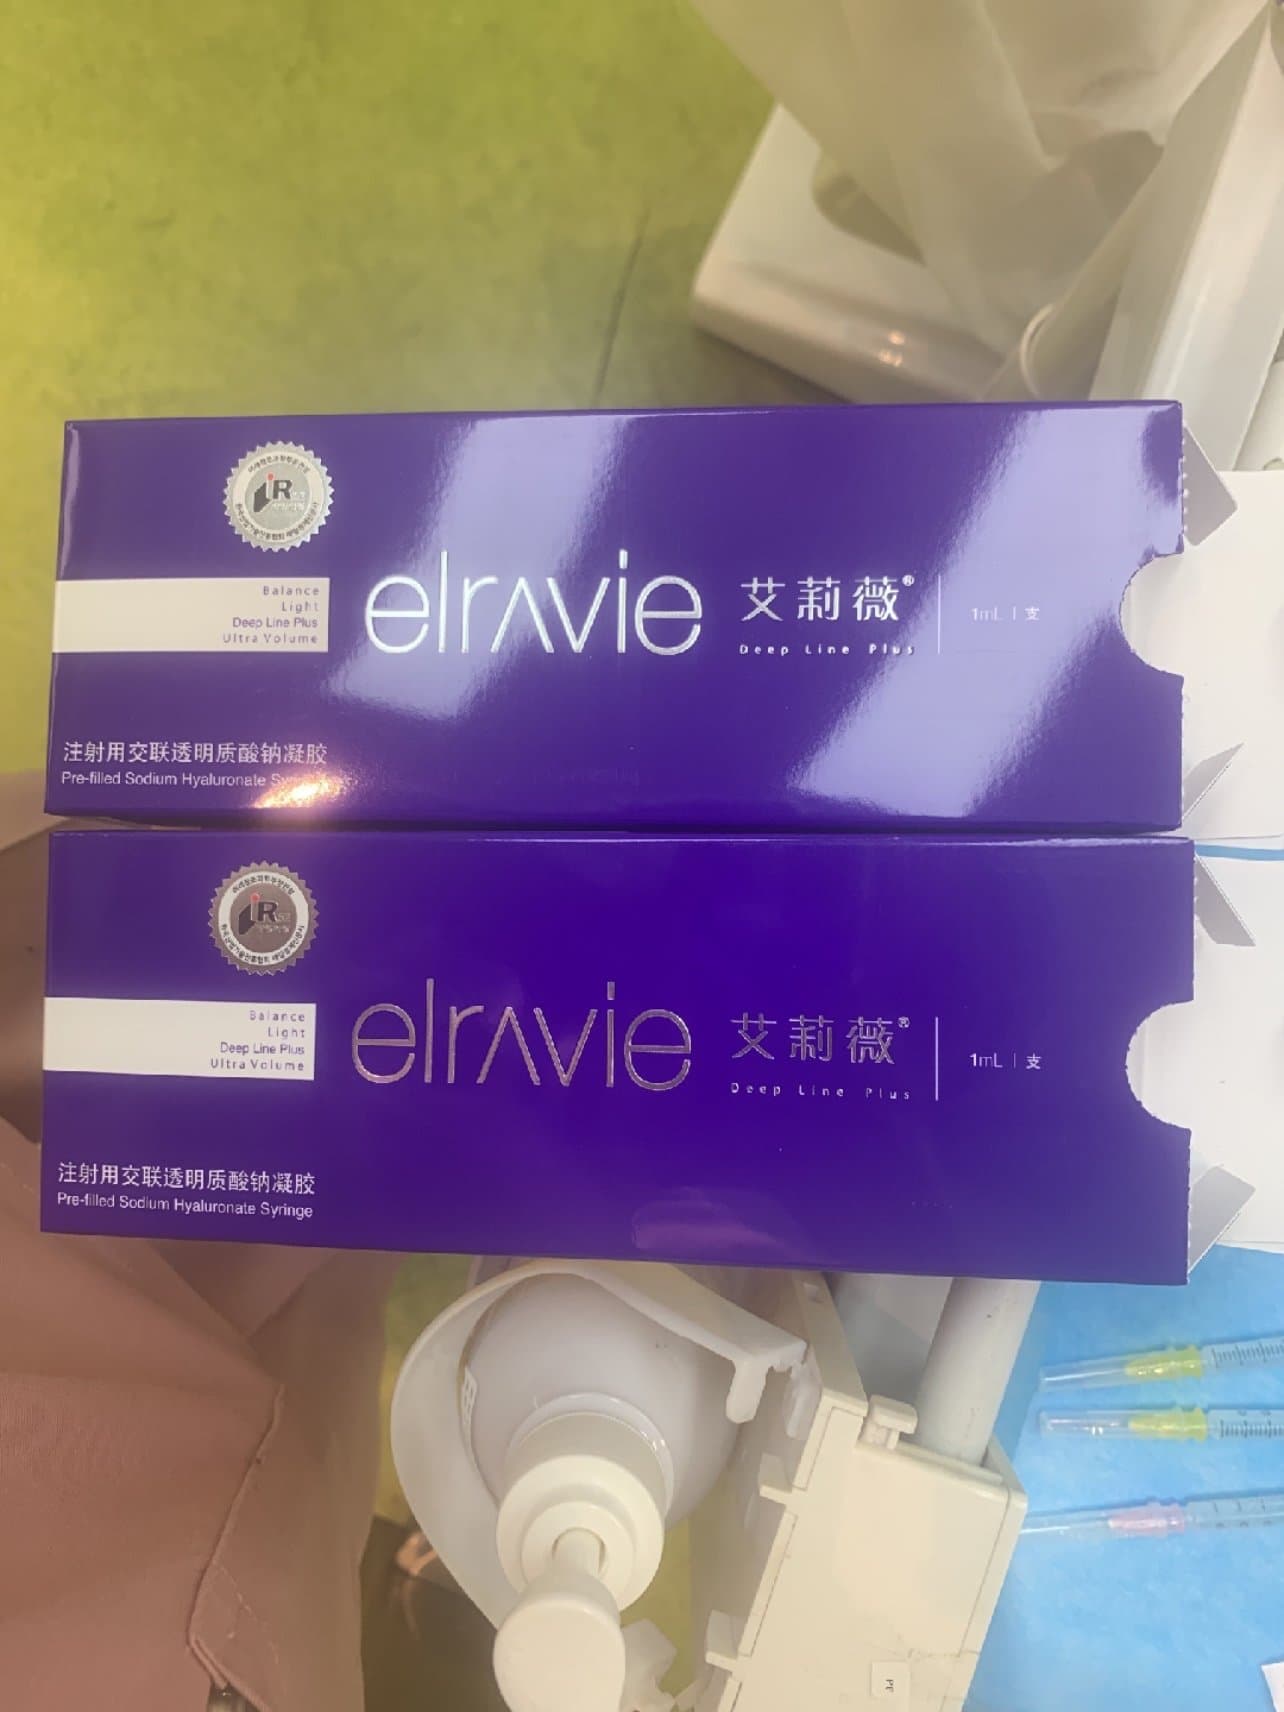 iR52
Balance
Light
Deep Line Plus
Ultra Volume
elravie 艾莉薇®
Deep Line Plus
1mL | 支
注射用交联透明质酸钠凝胶
Pre-filled Sodium Hyaluronate Syringe
iR52
Balance
Light
Deep Line Plus
Ultra Volume
elravie 艾莉薇®
Deep Line Plus
1mL | 支
注射用交联透明质酸钠凝胶
Pre-filled Sodium Hyaluronate Syringe